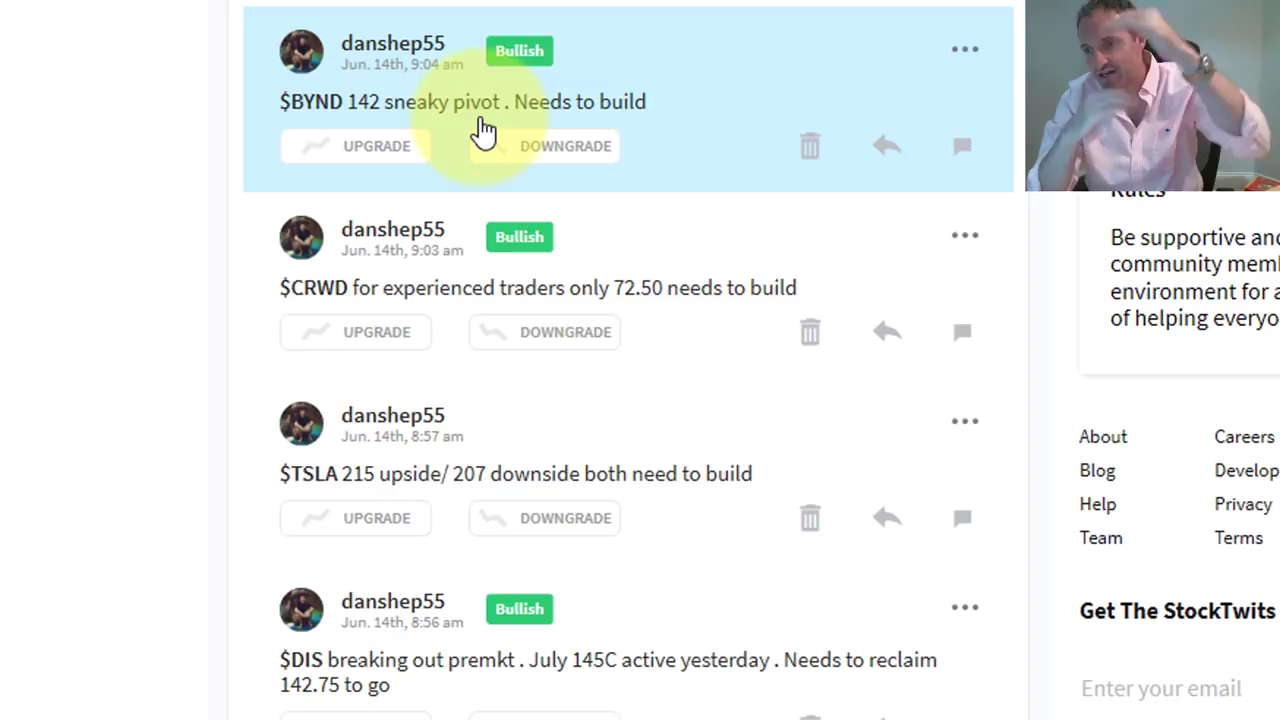 danshep55
Bullish
Jun. 14th, 9:04 am
$BYND 142 sneaky pivot . Needs to build
UPGRADE
DOWNGRADE
danshep55
Bullish
Jun. 14th, 9:03 am
$CRWD for experienced traders only 72.50 needs to build
UPGRADE
DOWNGRADE
danshep55
Jun. 14th, 8:57 am
$TSLA 215 upside/ 207 downside both need to build
UPGRADE
DOWNGRADE
danshep55
Bullish
Jun. 14th, 8:56 am
$DIS breaking out premkt . July 145C active yesterday . Needs to reclaim
142.75 to go
Rules
Be supportive and
community memb
environment for a
of helping everyo
About
Careers
Blog
Develop
Help
Privacy
Team
Terms
Get The StockTwits
Enter your email